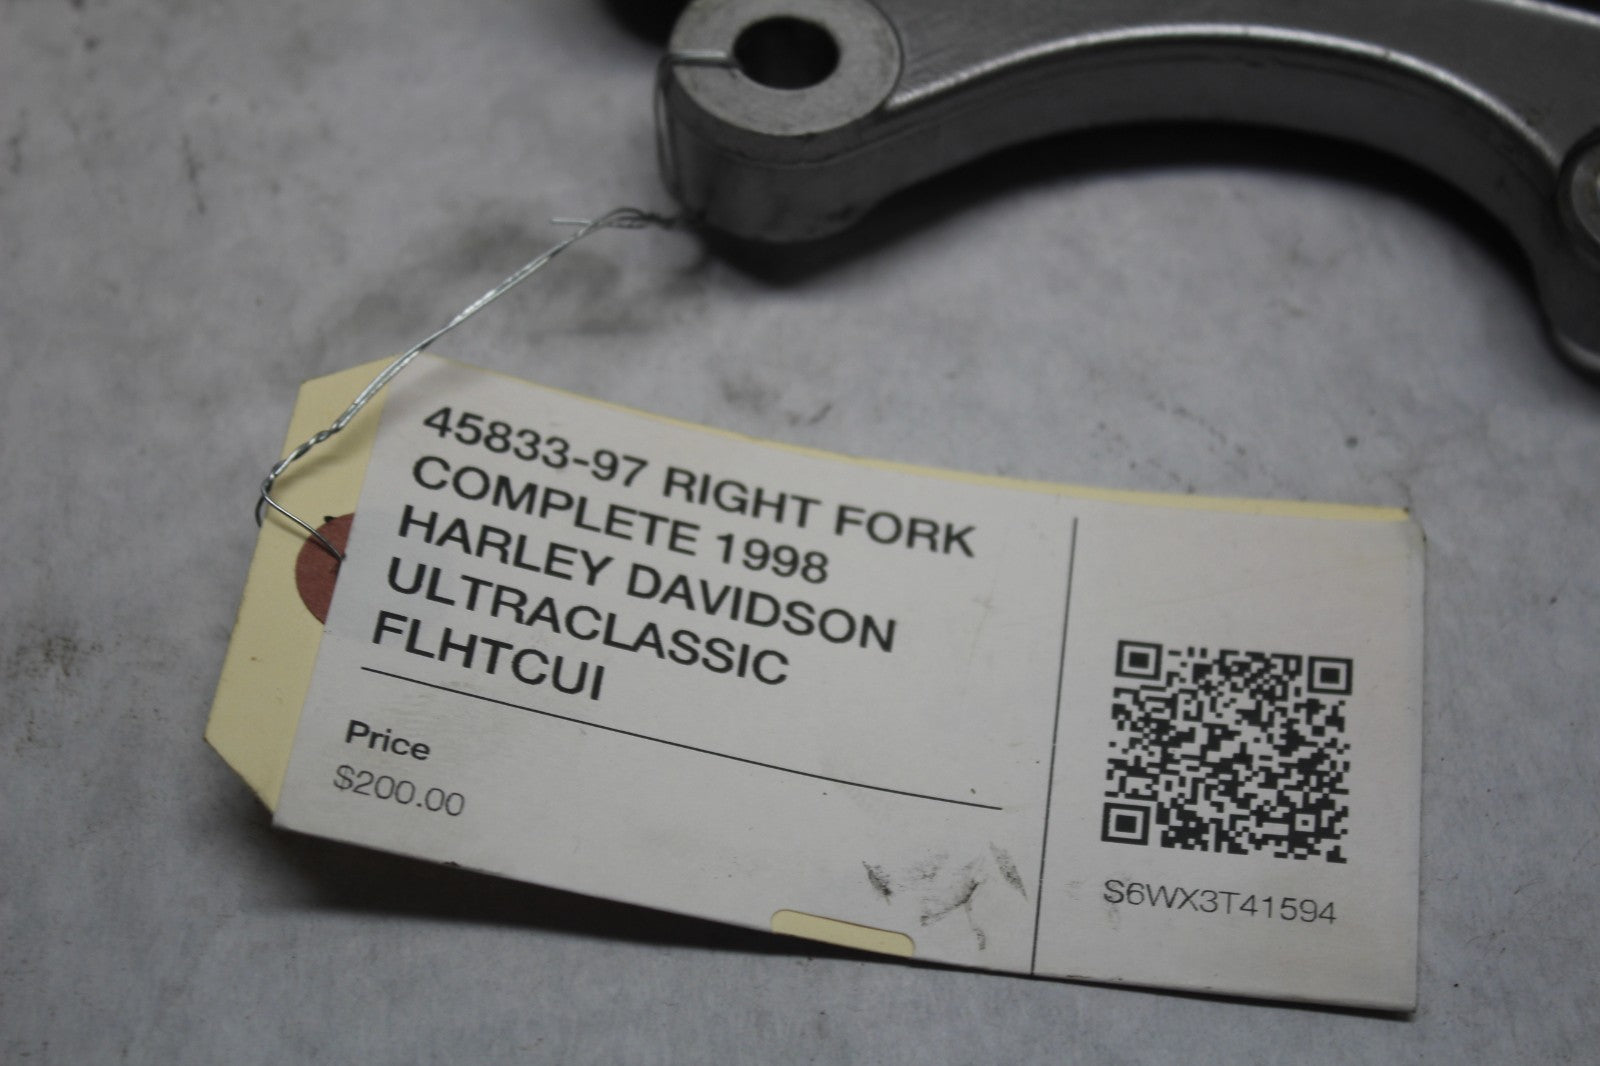 45833-97 RIGHT FORK
COMPLETE 1998
HARLEY DAVIDSON
ULTRACLASSIC
FLHTCUI
Price
$200.00
S6WX3T41594